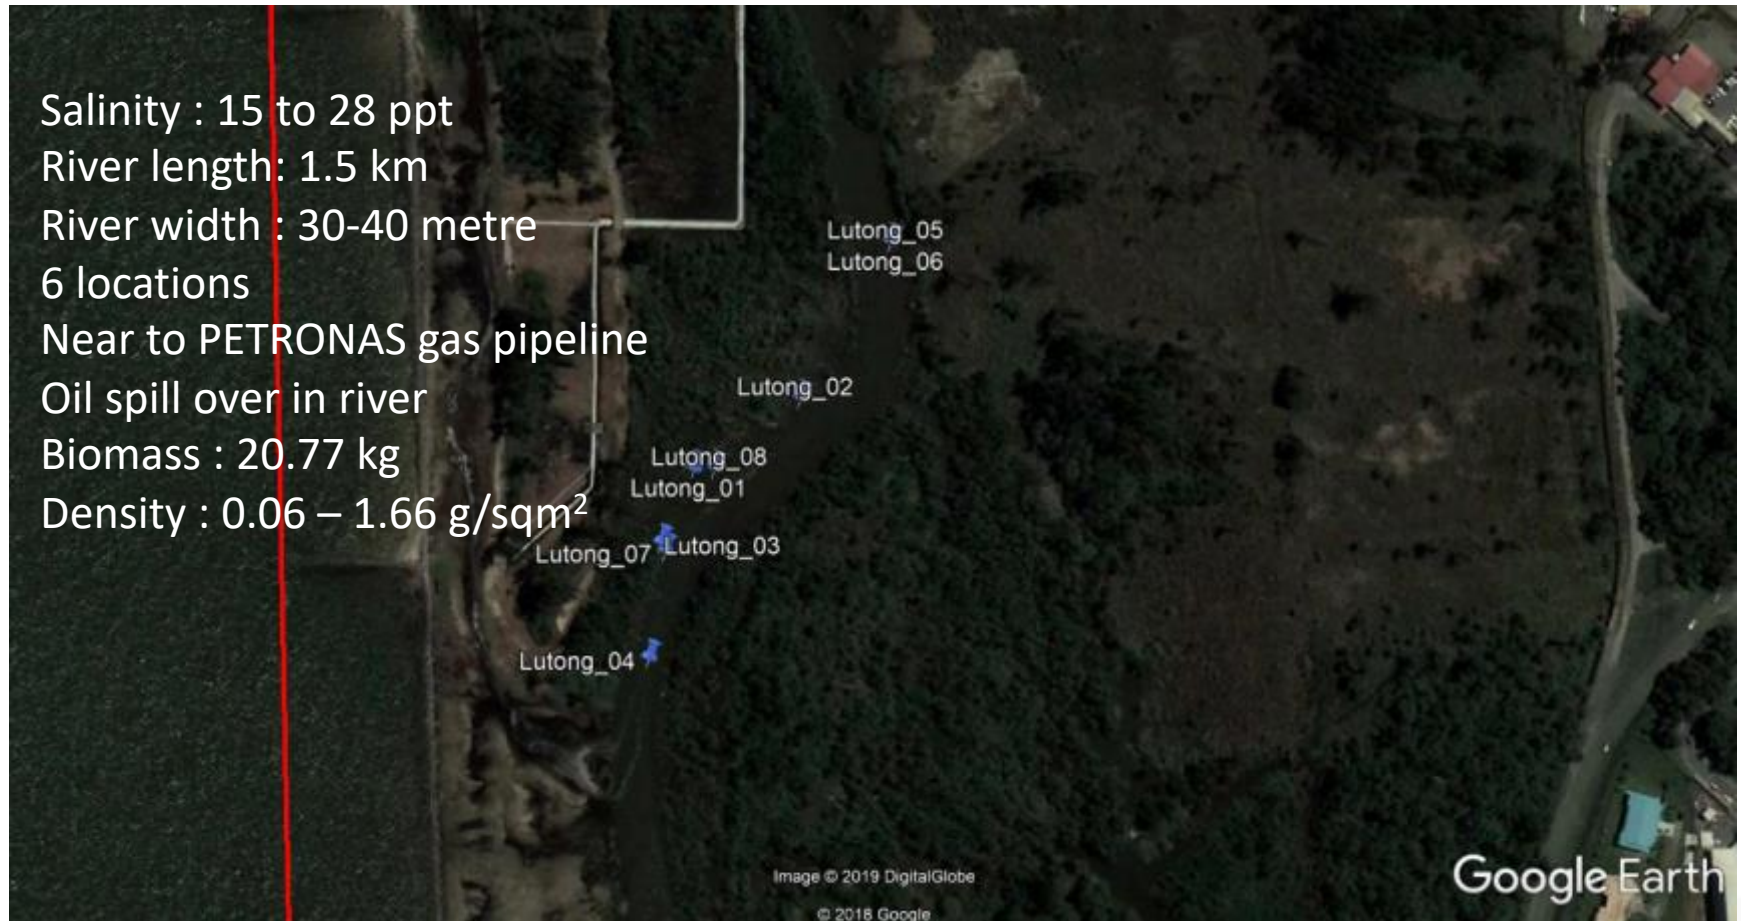 Salinity : 15 to 28 ppt
River length: 1.5 km
River width : 30-40 metre
6 locations
Near to PETRONAS gas pipeline
Oil spill over in river
Biomass : 20.77 kg
Density : 0.06 – 1.66 g/sqm²
Lutong_05
Lutong_06
Lutong_02
Lutong_08
Lutong_01
Lutong_07
Lutong_03
Lutong_04
Image © 2019 DigitalGlobe
© 2018 Google
Google Earth